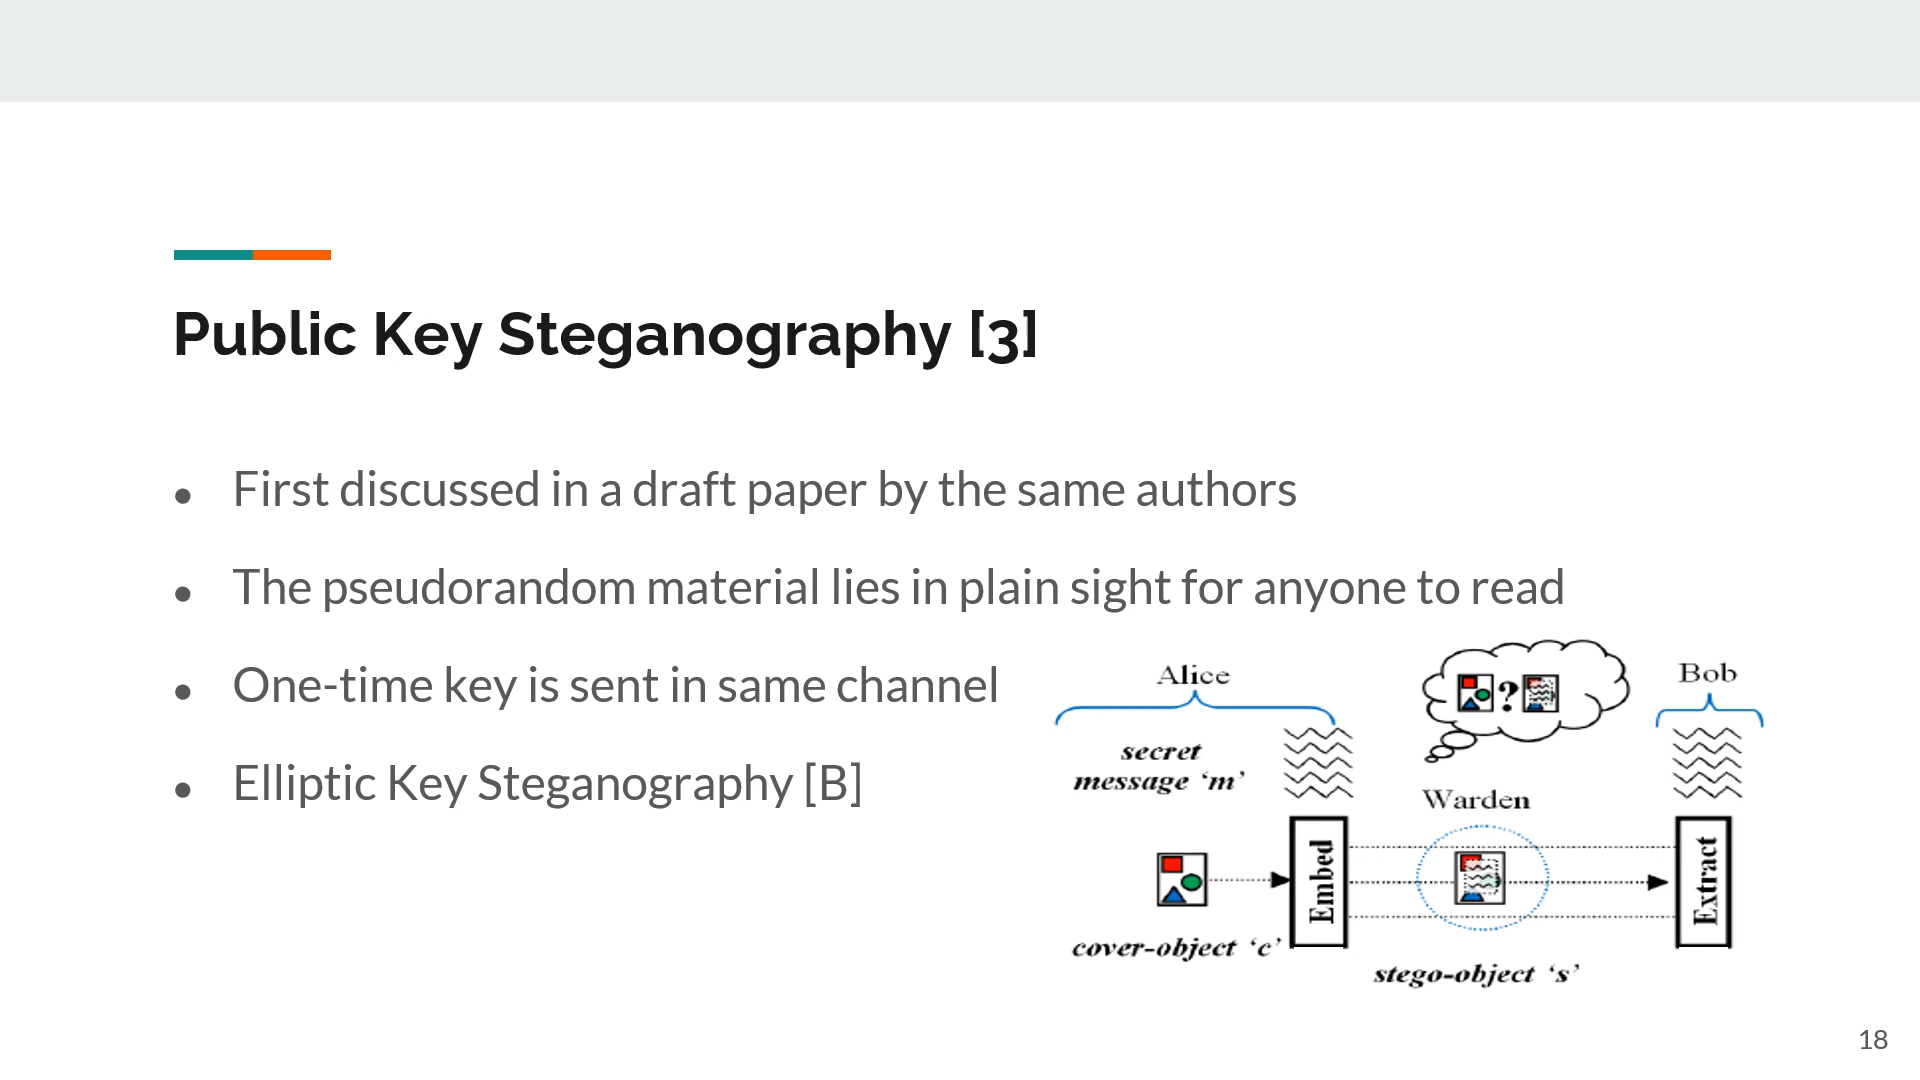 Public Key Steganography [3]
● First discussed in a draft paper by the same authors
● The pseudorandom material lies in plain sight for anyone to read
● One-time key is sent in same channel
● Elliptic Key Steganography [B]
Alice
secret
message ‘m’
cover-object ‘c’
Embed
?
Warden
stego-object ‘s’
Bob
Extract
18